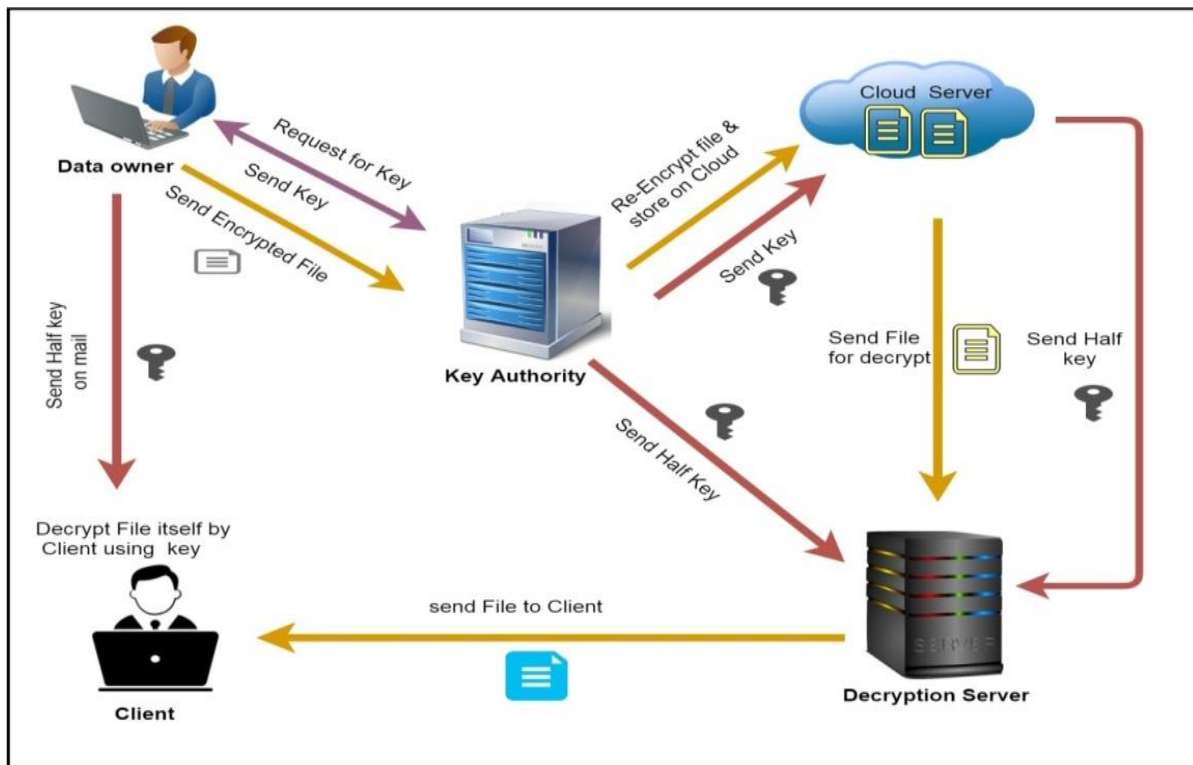 Cloud Server
Data owner
Request for Key
Send Key
Send Encrypted File
Re-Encrypt file &
store on Cloud
Send Key
Key Authority
Send Half key
on mail
Send File
for decrypt
Send Half
key
Send Half Key
Decrypt File itself by
Client using key
send File to Client
SERVER
Client
Decryption Server